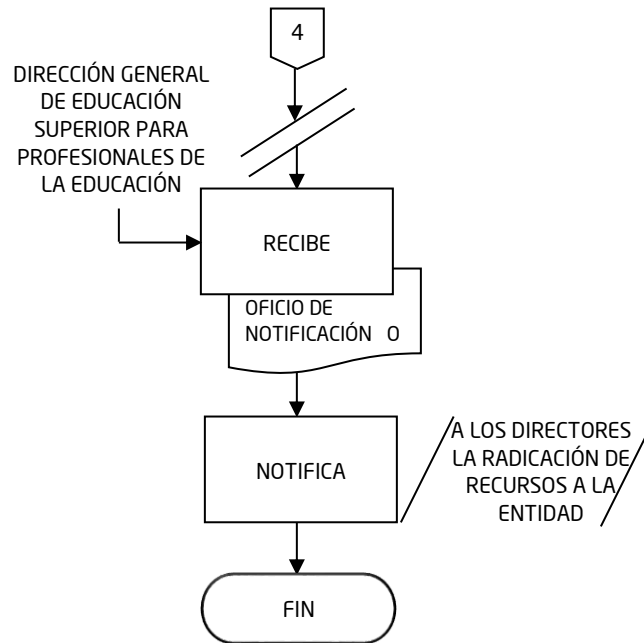 4
DIRECCIÓN GENERAL
DE EDUCACIÓN
SUPERIOR PARA
PROFESIONALES DE
LA EDUCACIÓN
RECIBE
OFICIO DE
NOTIFICACIÓN O
NOTIFICA
A LOS DIRECTORES
LA RADICACIÓN DE
RECURSOS A LA
ENTIDAD
FIN